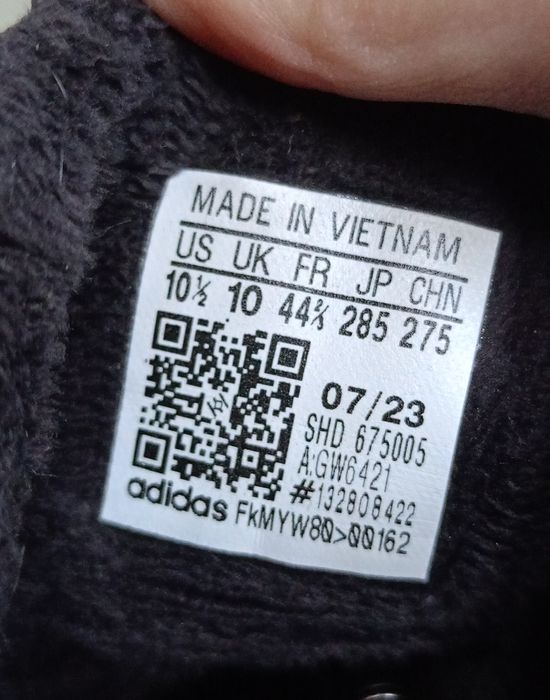 MADE IN VIETNAM
US UK FR JP CHN
10½ 10 44⅔ 285 275
07/23
SHD 675005
A:GW6421
#132808422
adidas FkMYW80>00162